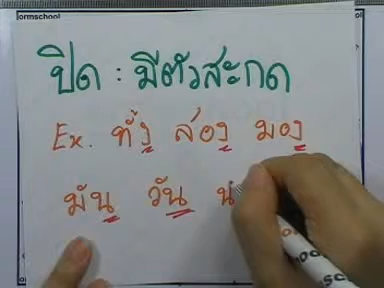 ormschool
ปิด : มีตัวสะกด
Ex. ทั้ง ส่อง มอง
มัน วัน